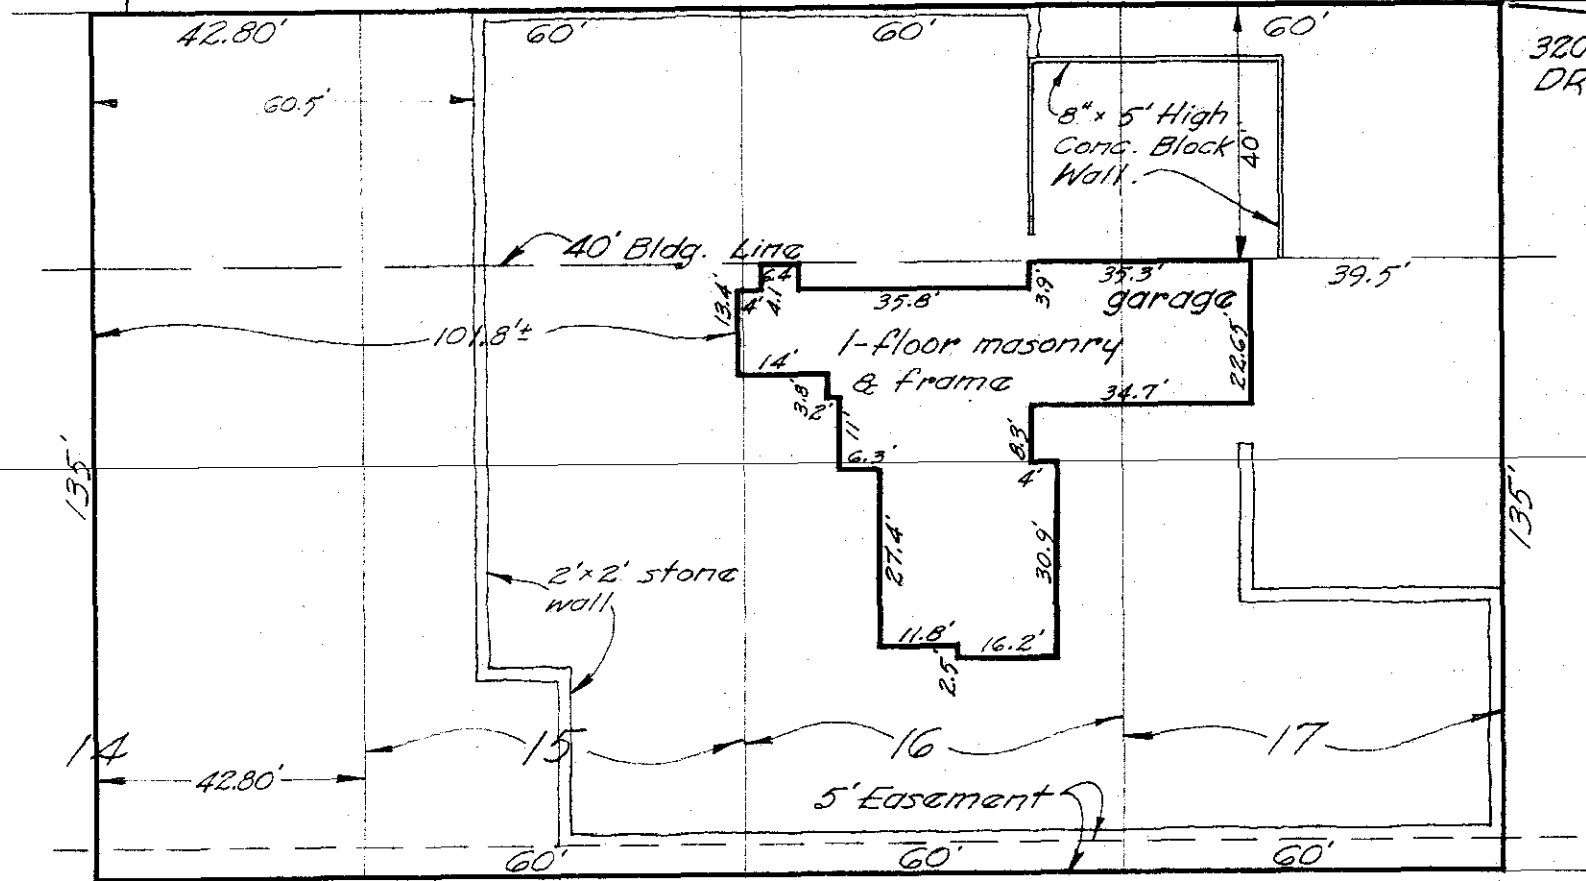 42.80' 60' 60' 60'
320
DR
60.5'
8" x 5' High
Conc. Block
Wall.
40'
40' Bldg. Line
6.4'
35.3'
39.5'
13.4'
4'
4.1'
35.8'
3.9'
garage
101.8'±
1-floor masonry
& frame
22.65'
14'
3.8'
2'
34.7'
11'
8.3'
6.3'
4'
135'
135'
27.4'
30.9'
2'x2' stone
wall
11.8'
16.2'
2.5'
14 15 16 17
42.80'
5' Easement
60' 60' 60'